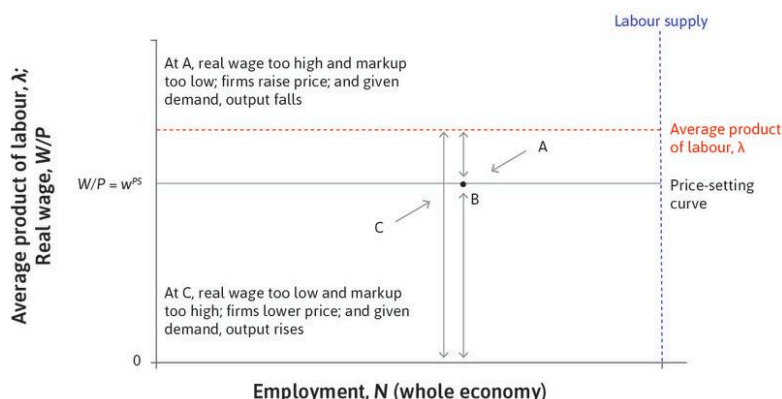 Labour supply
At A, real wage too high and markup
too low; firms raise price; and given
demand, output falls
Average product of labour, λ;
Real wage, W/P
Average product
of labour, λ
A
W/P = wᴾˢ
B
Price-setting
curve
C
At C, real wage too low and markup
too high; firms lower price; and given
demand, output rises
0
Employment, N (whole economy)